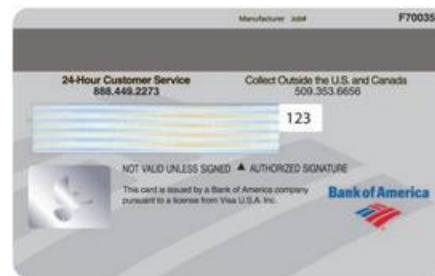 Manufacturer Job# F70035
24-Hour Customer Service Collect Outside the U.S. and Canada
888.449.2273 509.353.6656
123
NOT VALID UNLESS SIGNED ▲ AUTHORIZED SIGNATURE
This card is issued by a Bank of America company
pursuant to a license from Visa U.S.A. Inc.
Bank of America